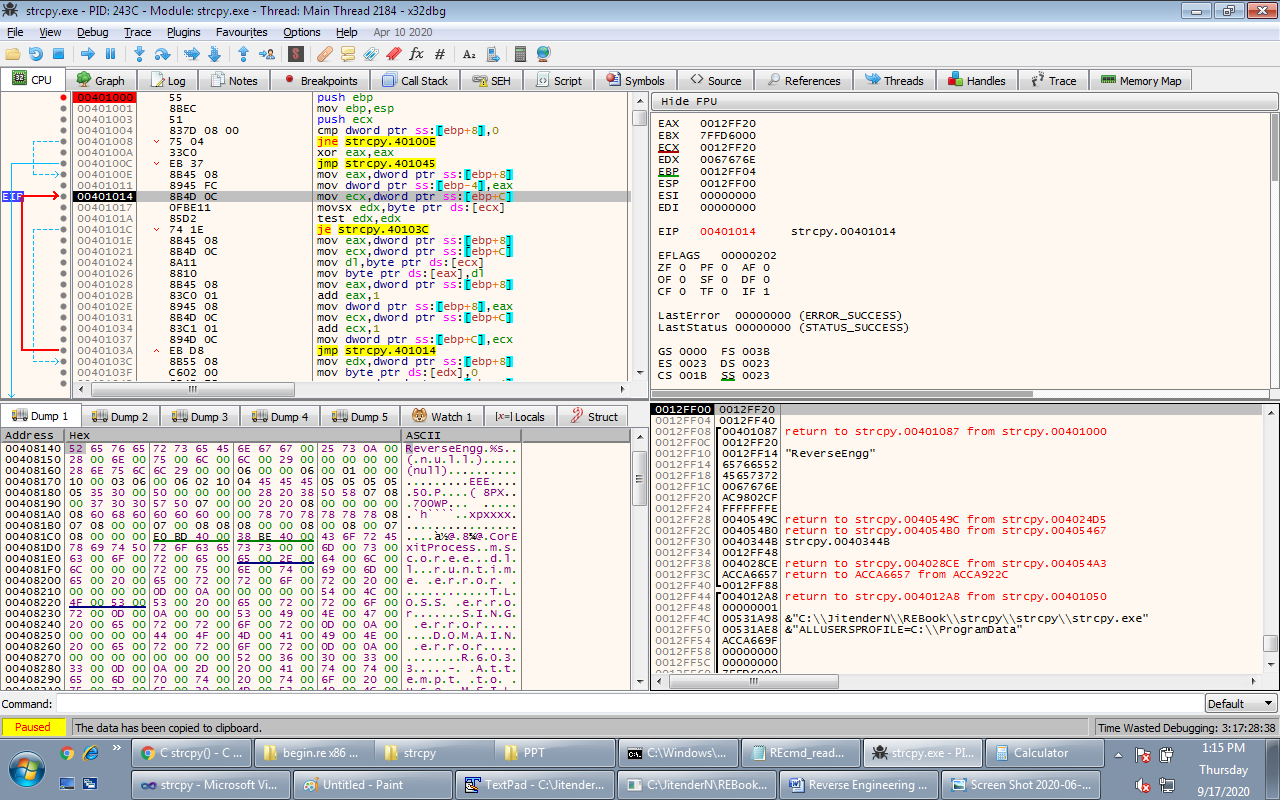 strcpy.exe - PID: 243C - Module: strcpy.exe - Thread: Main Thread 2184 - x32dbg
File View Debug Trace Plugins Favourites Options Help Apr 10 2020
CPU Graph Log Notes Breakpoints Call Stack SEH Script Symbols Source References Threads Handles Trace Memory Map
EIP
00401000 55 push ebp
00401001 8BEC mov ebp,esp
00401003 51 push ecx
00401004 837D 08 00 cmp dword ptr ss:[ebp+8],0
00401008 75 04 jne strcpy.40100E
0040100A 33C0 xor eax,eax
0040100C EB 37 jmp strcpy.401045
0040100E 8B45 08 mov eax,dword ptr ss:[ebp+8]
00401011 8945 FC mov dword ptr ss:[ebp-4],eax
00401014 8B4D 0C mov ecx,dword ptr ss:[ebp+C]
00401017 0FBE11 movsx edx,byte ptr ds:[ecx]
0040101A 85D2 test edx,edx
0040101C 74 1E je strcpy.40103C
0040101E 8B45 08 mov eax,dword ptr ss:[ebp+8]
00401021 8B4D 0C mov ecx,dword ptr ss:[ebp+C]
00401024 8A11 mov dl,byte ptr ds:[ecx]
00401026 8810 mov byte ptr ds:[eax],dl
00401028 8B45 08 mov eax,dword ptr ss:[ebp+8]
0040102B 83C0 01 add eax,1
0040102E 8945 08 mov dword ptr ss:[ebp+8],eax
00401031 8B4D 0C mov ecx,dword ptr ss:[ebp+C]
00401034 83C1 01 add ecx,1
00401037 894D 0C mov dword ptr ss:[ebp+C],ecx
0040103A EB D8 jmp strcpy.401014
0040103C 8B55 08 mov edx,dword ptr ss:[ebp+8]
0040103F C602 00 mov byte ptr ds:[edx],0
Hide FPU
EAX 0012FF20
EBX 7FFD6000
ECX 0012FF20
EDX 0067676E
EBP 0012FF04
ESP 0012FF00
ESI 00000000
EDI 00000000
EIP 00401014 strcpy.00401014
EFLAGS 00000202
ZF 0 PF 0 AF 0
OF 0 SF 0 DF 0
CF 0 TF 0 IF 1
LastError 00000000 (ERROR_SUCCESS)
LastStatus 00000000 (STATUS_SUCCESS)
GS 0000 FS 003B
ES 0023 DS 0023
CS 001B SS 0023
Dump 1 Dump 2 Dump 3 Dump 4 Dump 5 Watch 1 [x=] Locals Struct
Address Hex ASCII
00408140 52 65 76 65 72 73 65 45 6E 67 67 00 25 73 0A 00 ReverseEngg.%s..
00408150 28 00 6E 00 75 00 6C 00 6C 00 29 00 00 00 00 00 (.n.u.l.l.).....
00408160 28 6E 75 6C 6C 29 00 00 06 00 00 06 00 01 00 00 (null)..........
00408170 10 00 03 06 00 06 02 10 04 45 45 45 05 05 05 05 .........EEE....
00408180 05 35 30 00 50 00 00 00 00 28 20 38 50 58 07 08 .50.P....( 8PX..
00408190 00 37 30 30 57 50 07 00 00 20 20 08 00 00 00 00 .700WP...  .....
004081A0 08 60 68 60 60 60 60 00 00 78 70 78 78 78 78 08 .`h````..xpxxxx.
004081B0 07 08 00 00 07 00 08 08 08 00 00 08 00 08 00 07 ................
004081C0 08 00 00 00 E0 BD 40 00 38 BE 40 00 43 6F 72 45 ....à½@.8¾@.CorE
004081D0 78 69 74 50 72 6F 63 65 73 73 00 00 6D 00 73 00 xitProcess..m.s.
004081E0 63 00 6F 00 72 00 65 00 65 00 2E 00 64 00 6C 00 c.o.r.e.e...d.l.
004081F0 6C 00 00 00 72 00 75 00 6E 00 74 00 69 00 6D 00 l...r.u.n.t.i.m.
00408200 65 00 20 00 65 00 72 00 72 00 6F 00 72 00 20 00 e. .e.r.r.o.r. .
00408210 00 00 00 00 0D 00 0A 00 00 00 00 00 54 00 4C 00 ............T.L.
00408220 4F 00 53 00 53 00 20 00 65 00 72 00 72 00 6F 00 O.S.S. .e.r.r.o.
00408230 72 00 0D 00 0A 00 00 00 53 00 49 00 4E 00 47 00 r.......S.I.N.G.
00408240 20 00 65 00 72 00 72 00 6F 00 72 00 0D 00 0A 00 .e.r.r.o.r.....
00408250 00 00 00 00 44 00 4F 00 4D 00 41 00 49 00 4E 00 ....D.O.M.A.I.N.
00408260 20 00 65 00 72 00 72 00 6F 00 72 00 0D 00 0A 00 .e.r.r.o.r.....
00408270 00 00 00 00 00 00 00 00 52 00 36 00 30 00 33 00 ........R.6.0.3.
00408280 33 00 0D 00 0A 00 2D 00 20 00 41 00 74 00 74 00 3.....-. .A.t.t.
00408290 65 00 6D 00 70 00 74 00 20 00 74 00 6F 00 20 00 e.m.p.t. .t.o. .
0012FF00 0012FF20
0012FF04 0012FF40
0012FF08 00401087 return to strcpy.00401087 from strcpy.00401000
0012FF0C 0012FF20
0012FF10 0012FF14 "ReverseEngg"
0012FF14 65766552
0012FF18 45657372
0012FF1C 0067676E
0012FF20 AC9802CF
0012FF24 FFFFFFFE
0012FF28 0040549C return to strcpy.0040549C from strcpy.004024D5
0012FF2C 004054B0 return to strcpy.004054B0 from strcpy.00405467
0012FF30 0040344B strcpy.0040344B
0012FF34 0012FF48
0012FF38 004028CE return to strcpy.004028CE from strcpy.004054A3
0012FF3C ACCA6657 return to ACCA6657 from ACCA922C
0012FF40 0012FF88
0012FF44 004012A8 return to strcpy.004012A8 from strcpy.00401050
0012FF48 00000001
0012FF4C 00531A98 &"C:\\JitenderN\\REBook\\strcpy\\strcpy\\strcpy.exe"
0012FF50 00531AE8 &"ALLUSERSPROFILE=C:\\ProgramData"
0012FF54 ACCA669F
0012FF58 00000000
0012FF5C 00000000
Command: Default
Paused The data has been copied to clipboard. Time Wasted Debugging: 3:17:28:38
C strcpy() - C ... begin.re x86 ... strcpy PPT C:\Windows\... REcmd_read... strcpy.exe - PI... Calculator
strcpy - Microsoft Vi... Untitled - Paint TextPad - C:\Jitender... C:\JitenderN\REBook... Reverse Engineering ... Screen Shot 2020-06-...
1:15 PM
Thursday
9/17/2020